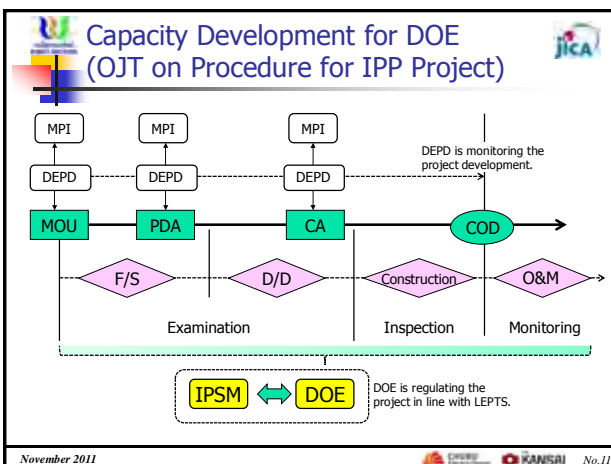 Capacity Development for DOE
(OJT on Procedure for IPP Project)
jICA
MPI
MPI
MPI
DEPD is monitoring the
project development.
DEPD
DEPD
DEPD
MOU
PDA
CA
COD
F/S
D/D
Construction
O&M
Examination
Inspection
Monitoring
IPSM
DOE
DOE is regulating the
project in line with LEPTS.
November 2011
CHUBU
KANSAI
No.11